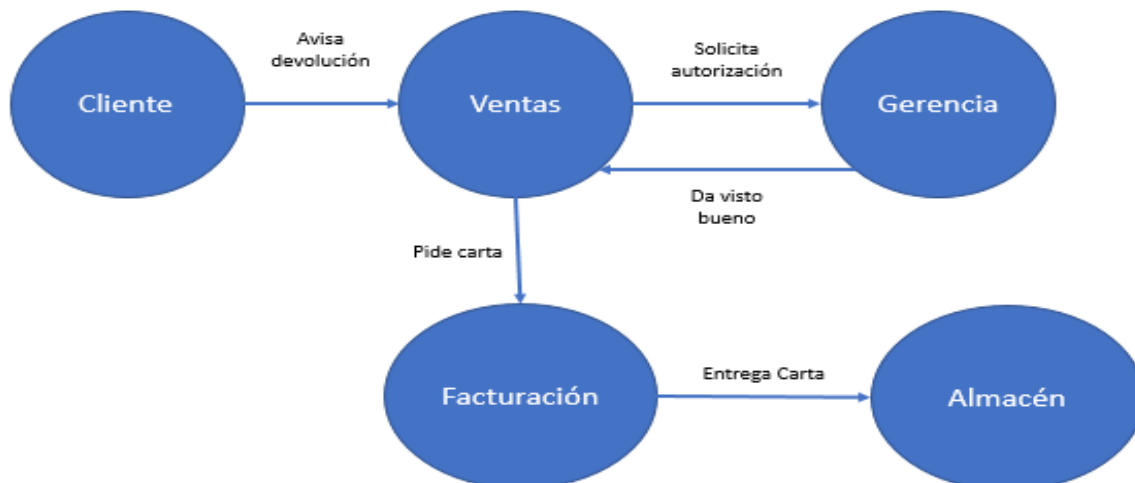 Avisa
devolución
Solicita
autorización
Cliente
Ventas
Gerencia
Da visto
bueno
Pide carta
Facturación
Entrega Carta
Almacén